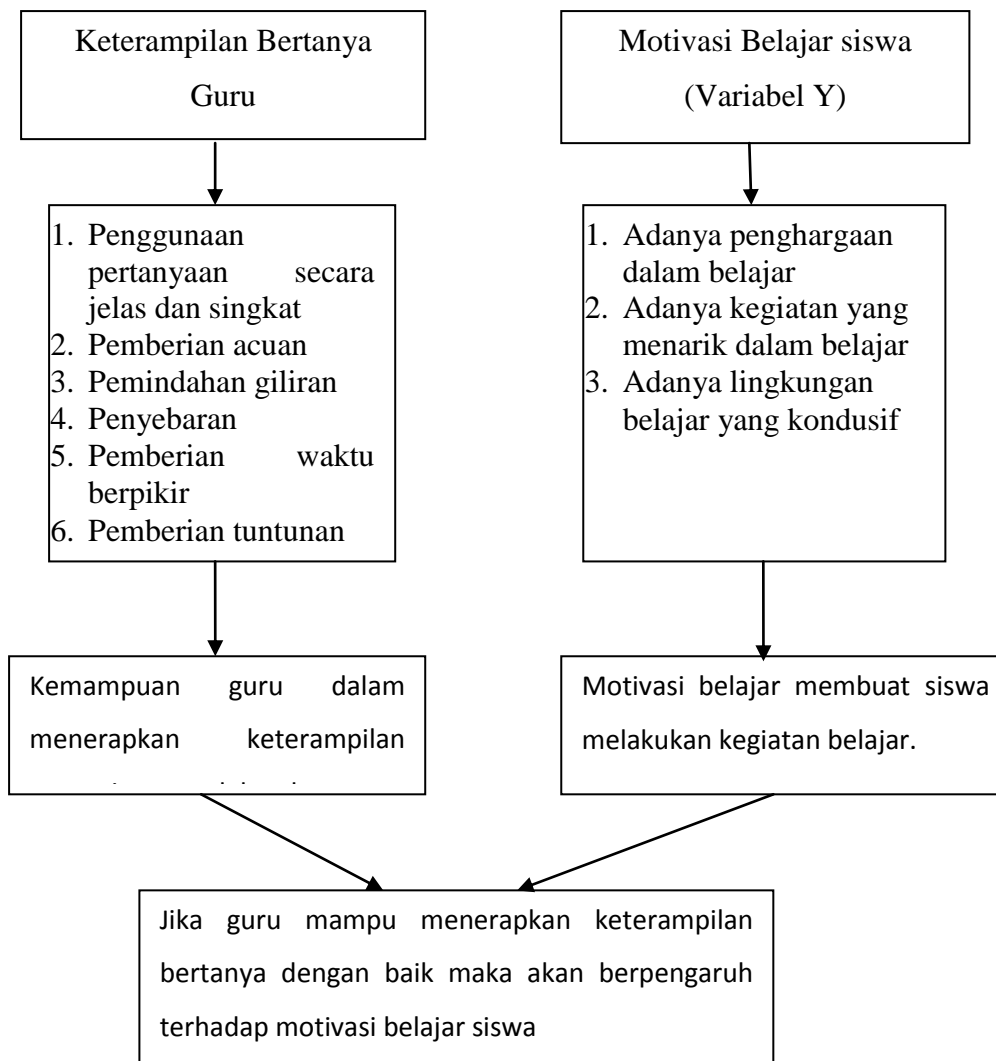 Keterampilan Bertanya
Guru
Motivasi Belajar siswa
(Variabel Y)
1. Penggunaan
pertanyaan secara
jelas dan singkat
2. Pemberian acuan
3. Pemindahan giliran
4. Penyebaran
5. Pemberian waktu
berpikir
6. Pemberian tuntunan
1. Adanya penghargaan
dalam belajar
2. Adanya kegiatan yang
menarik dalam belajar
3. Adanya lingkungan
belajar yang kondusif
Kemampuan guru dalam
menerapkan keterampilan
Motivasi belajar membuat siswa
melakukan kegiatan belajar.
Jika guru mampu menerapkan keterampilan
bertanya dengan baik maka akan berpengaruh
terhadap motivasi belajar siswa